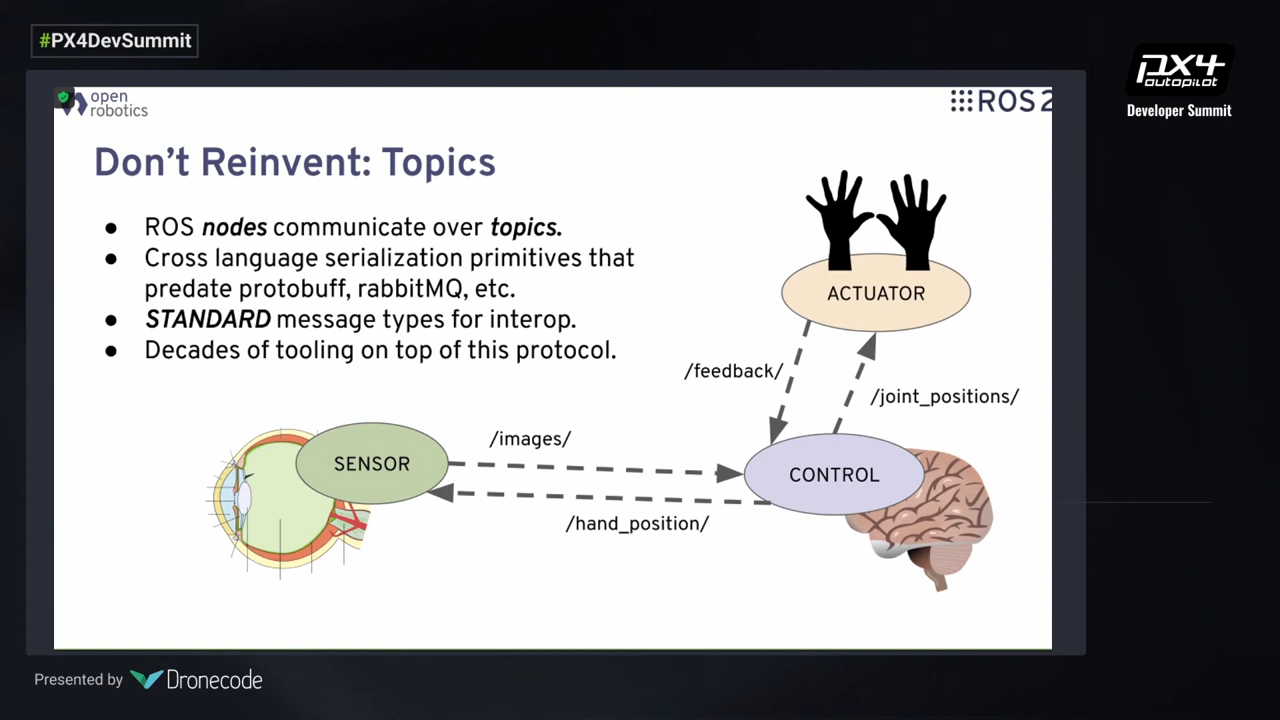 #PX4DevSummit
PX4
autopilot
Developer Summit
open
robotics
ROS 2
Don't Reinvent: Topics
● ROS nodes communicate over topics.
● Cross language serialization primitives that
predate protobuff, rabbitMQ, etc.
● STANDARD message types for interop.
● Decades of tooling on top of this protocol.
ACTUATOR
/feedback/
/joint_positions/
/images/
SENSOR
CONTROL
/hand_position/
Presented by Dronecode